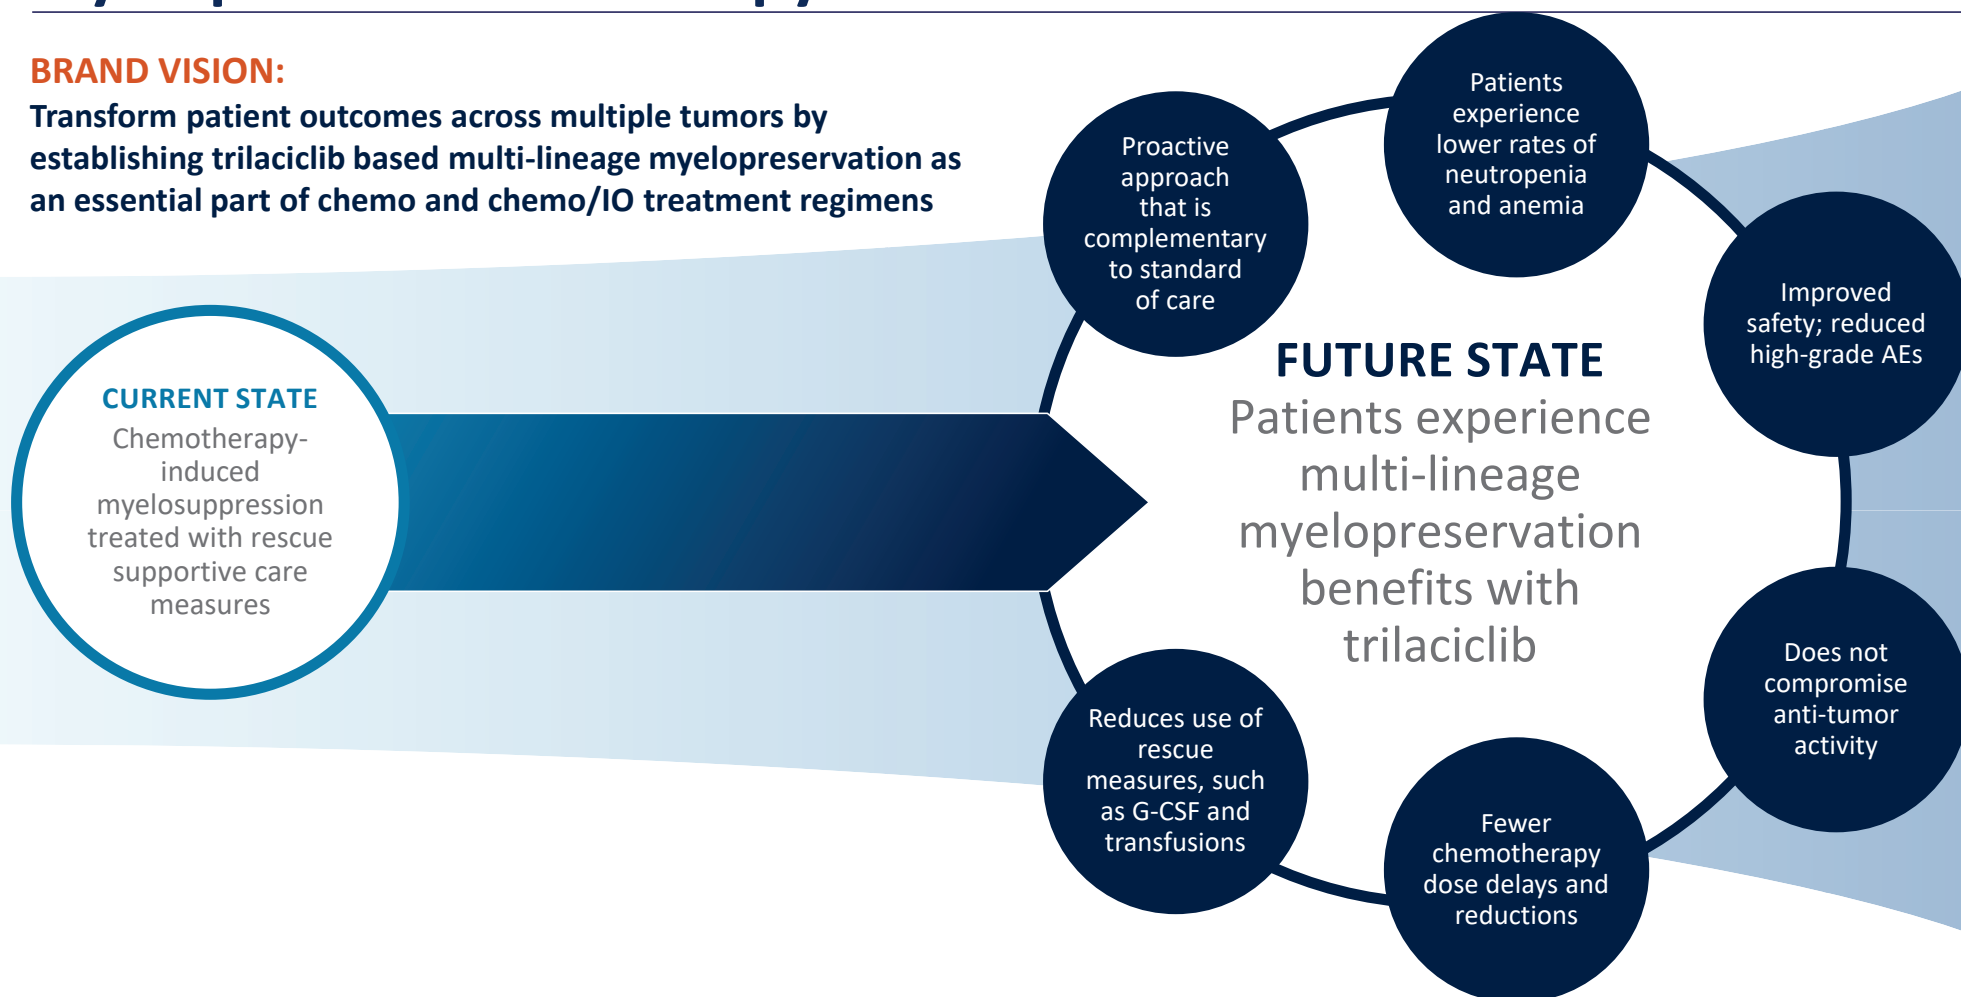 BRAND VISION:
Transform patient outcomes across multiple tumors by
establishing trilaciclib based multi-lineage myelopreservation as
an essential part of chemo and chemo/IO treatment regimens
CURRENT STATE
Chemotherapy-
induced
myelosuppression
treated with rescue
supportive care
measures
Proactive
approach
that is
complementary
to standard
of care
Patients
experience
lower rates of
neutropenia
and anemia
Improved
safety; reduced
high-grade AEs
FUTURE STATE
Patients experience
multi-lineage
myelopreservation
benefits with
trilaciclib
Does not
compromise
anti-tumor
activity
Fewer
chemotherapy
dose delays and
reductions
Reduces use of
rescue
measures, such
as G-CSF and
transfusions